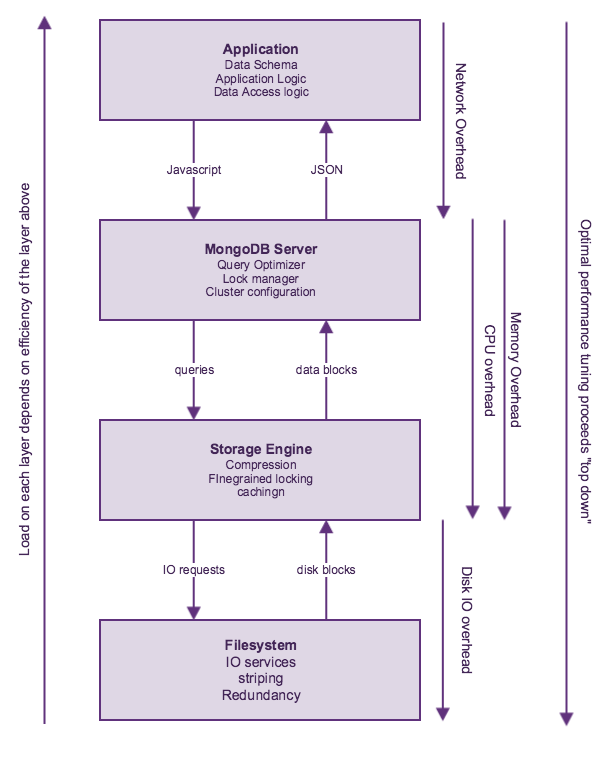 Application
Data Schema
Application Logic
Data Access logic
Javascript
JSON
MongoDB Server
Query Optimizer
Lock manager
Cluster configuration
queries
data blocks
Storage Engine
Compression
FInegrained locking
cachingn
IO requests
disk blocks
Filesystem
IO services
striping
Redundancy
Load on each layer depends on efficiency of the layer above
Network Overhead
CPU overhead
Memory Overhead
Disk IO overhead
Optimal performance tuning proceeds "top down"